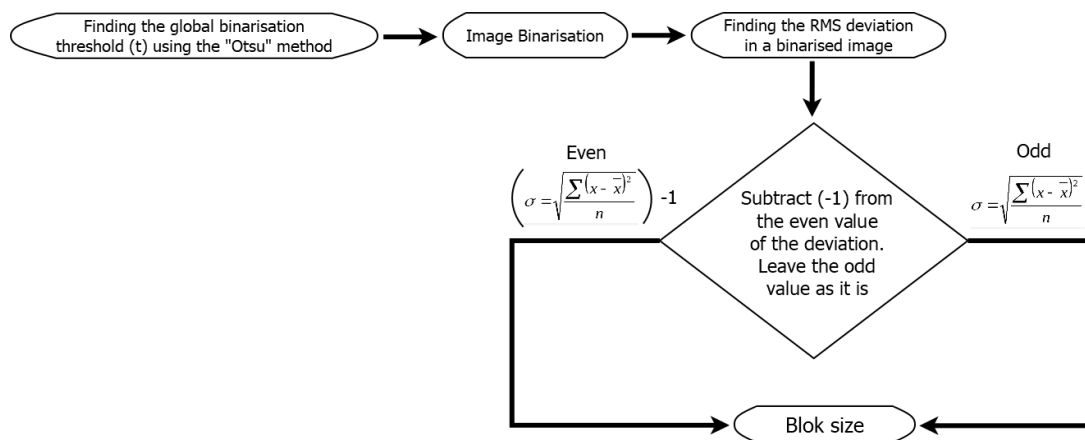 Finding the global binarisation
threshold (t) using the "Otsu" method
Image Binarisation
Finding the RMS deviation
in a binarised image
Even
(σ = √(∑(x - x̄)² / n)) -1
Subtract (-1) from
the even value
of the deviation.
Leave the odd
value as it is
Odd
σ = √(∑(x - x̄)² / n)
Blok size